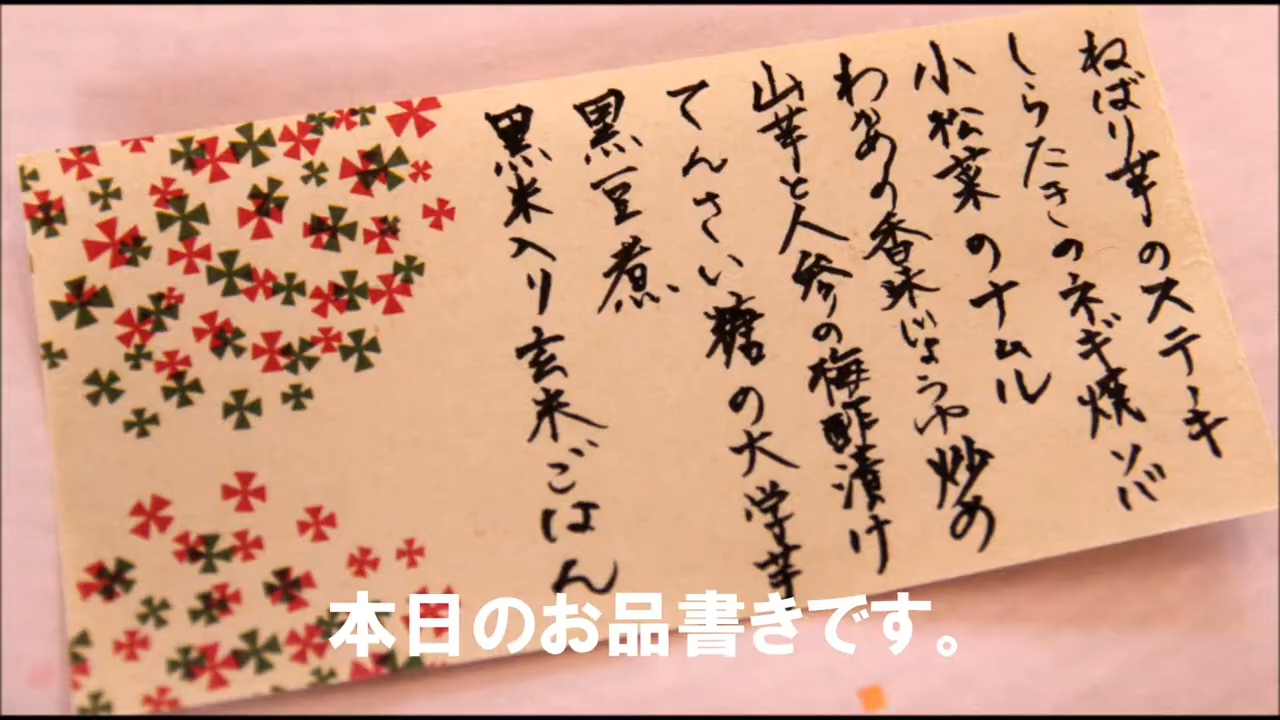 ねばり芋のステーキ
しらたきのネギ焼ソバ
小松菜のナムル
わかめの香味じょうゆ炒め
山芋と人参の梅酢漬け
てんさい糖の大学芋
黒豆煮
黒米入り玄米ごはん
本日のお品書きです。